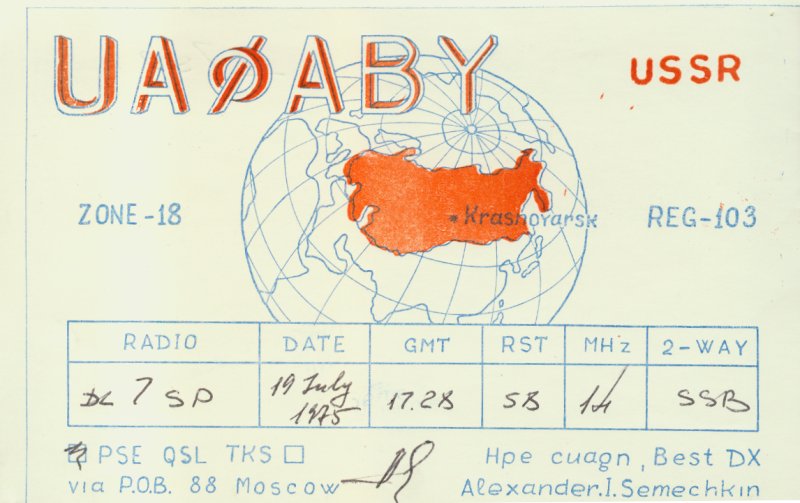 UAØABY
USSR
ZONE-18
* Krasnoyarsk
REG-103
RADIO DATE GMT RST MHz 2-WAY
DL 7 SP 19 July 1975 17.28 58 14 SSB
PSE QSL TKS
Hpe cuagn, Best DX
via P.O.B. 88 Moscow
Alexander.I.Semechkin